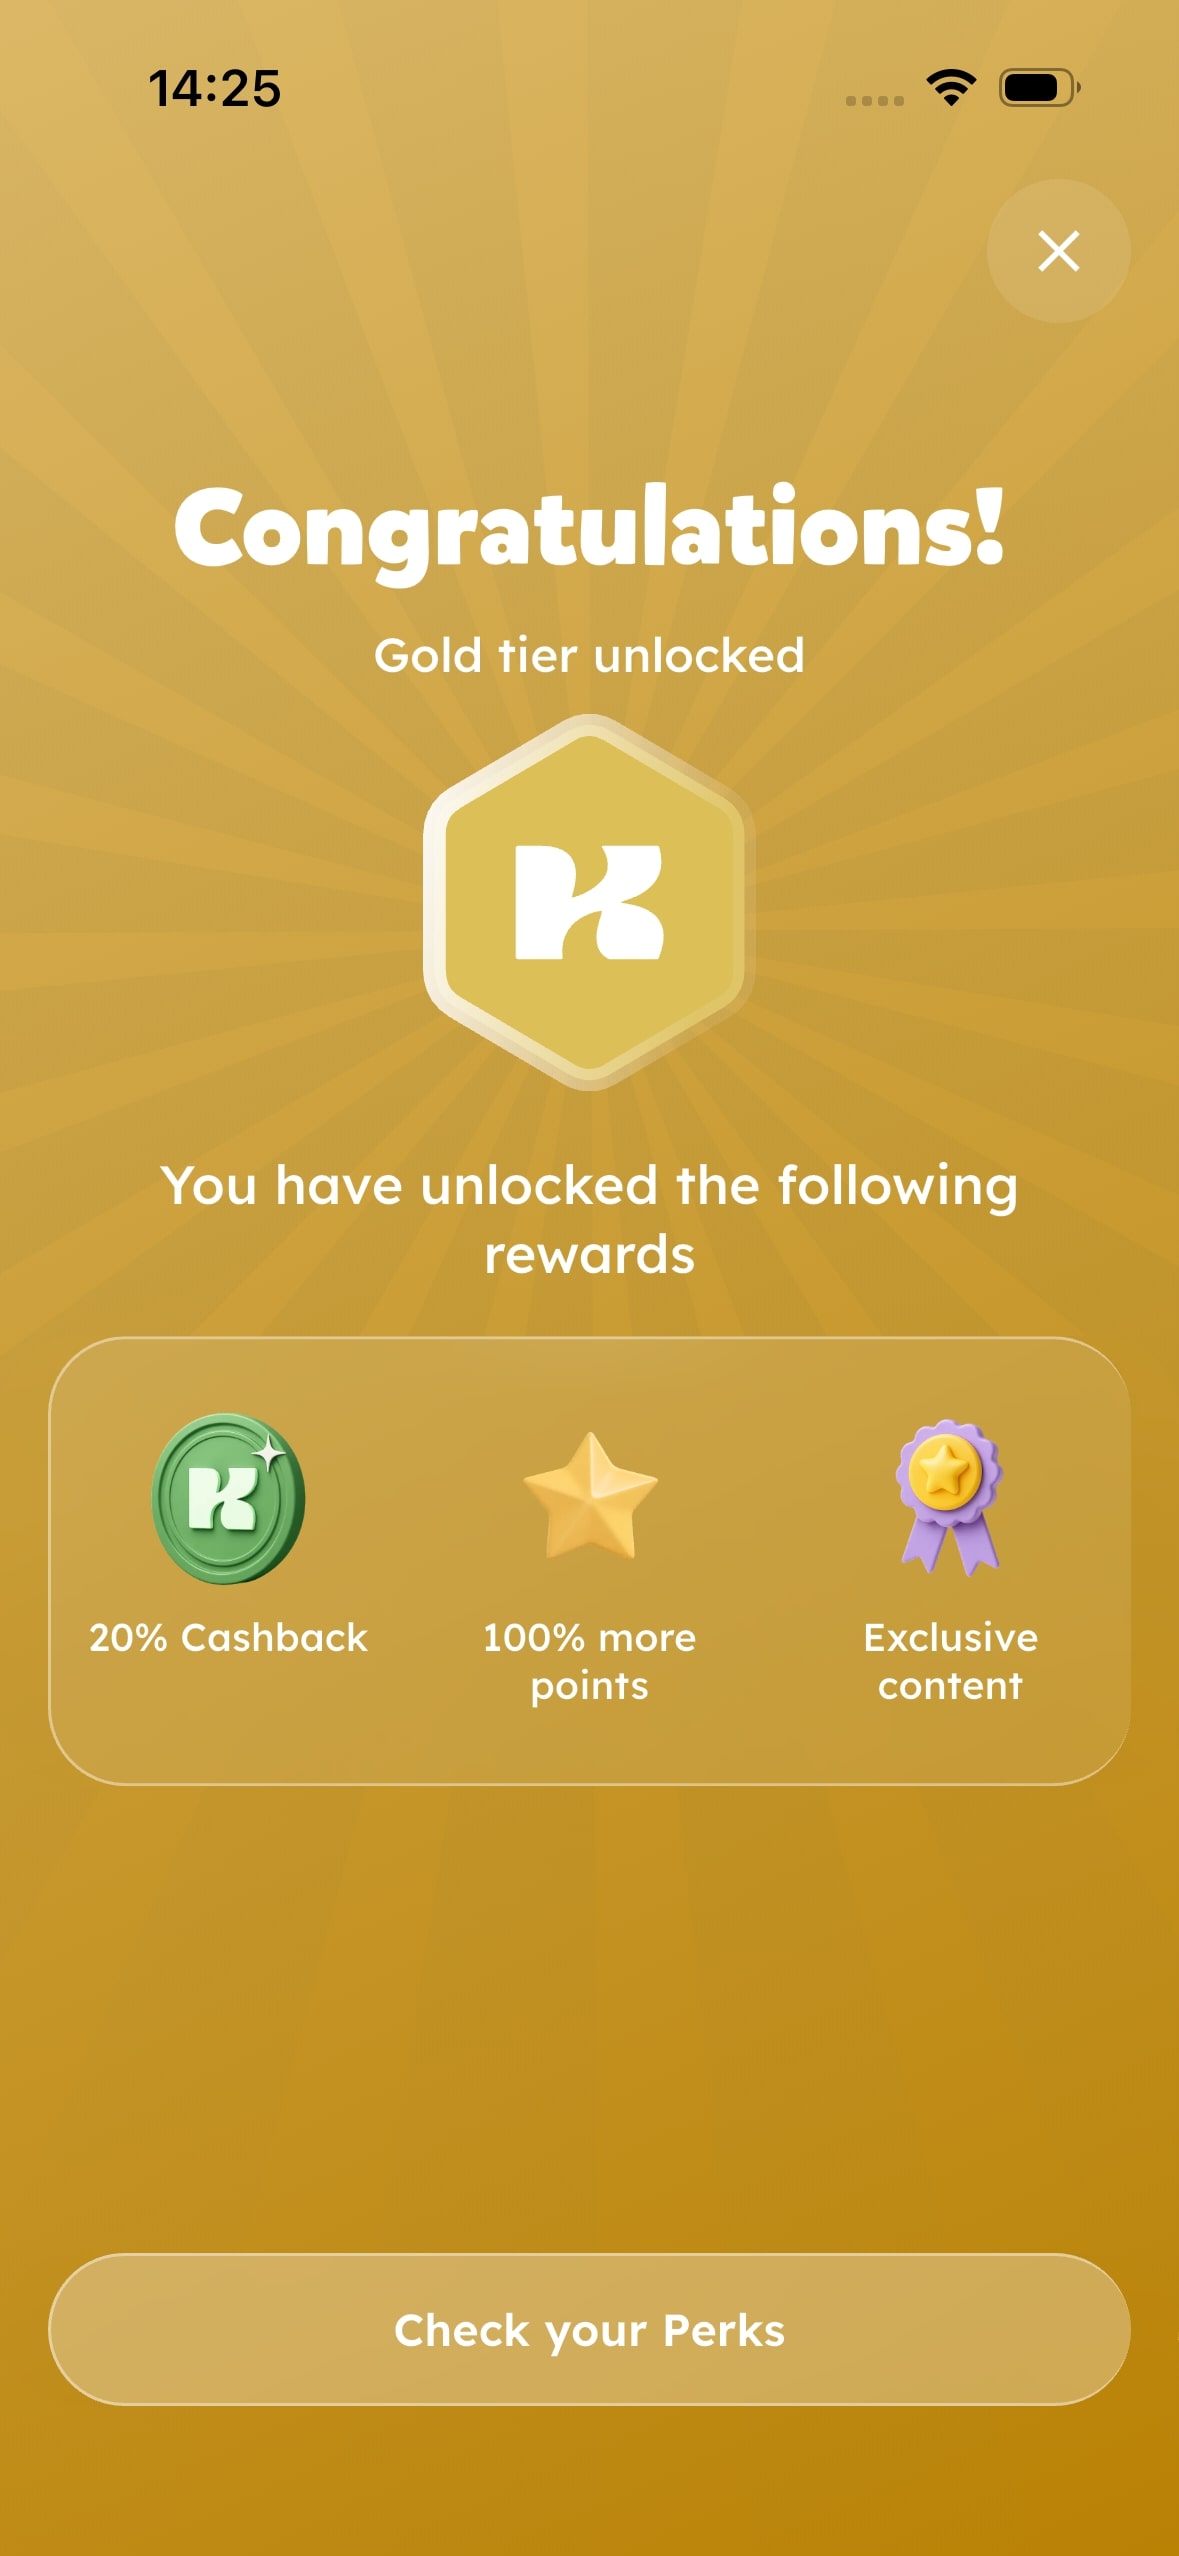 14:25
Congratulations!
Gold tier unlocked
K
You have unlocked the following
rewards
K
20% Cashback
100% more
points
Exclusive
content
Check your Perks